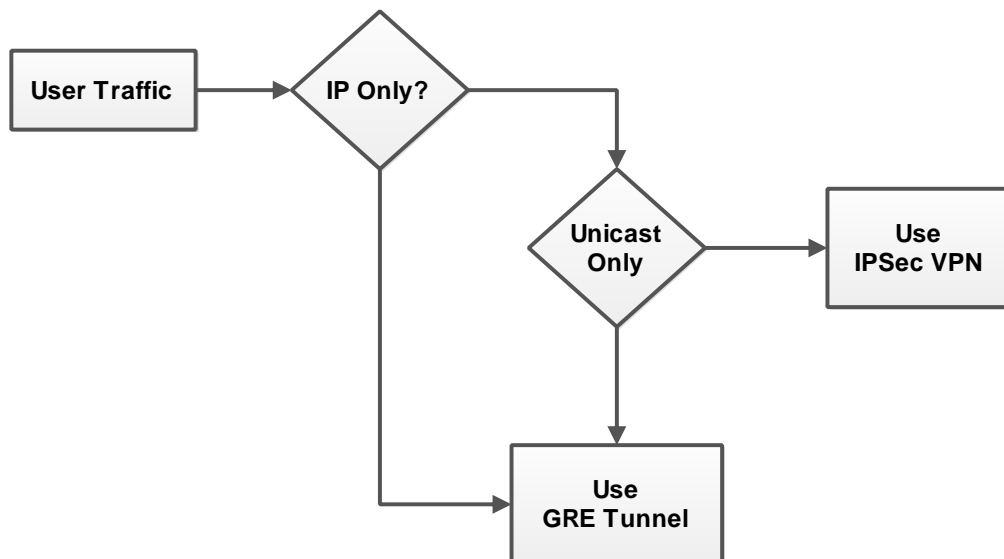 User Traffic
IP Only?
Unicast
Only
Use
IPSec VPN
Use
GRE Tunnel